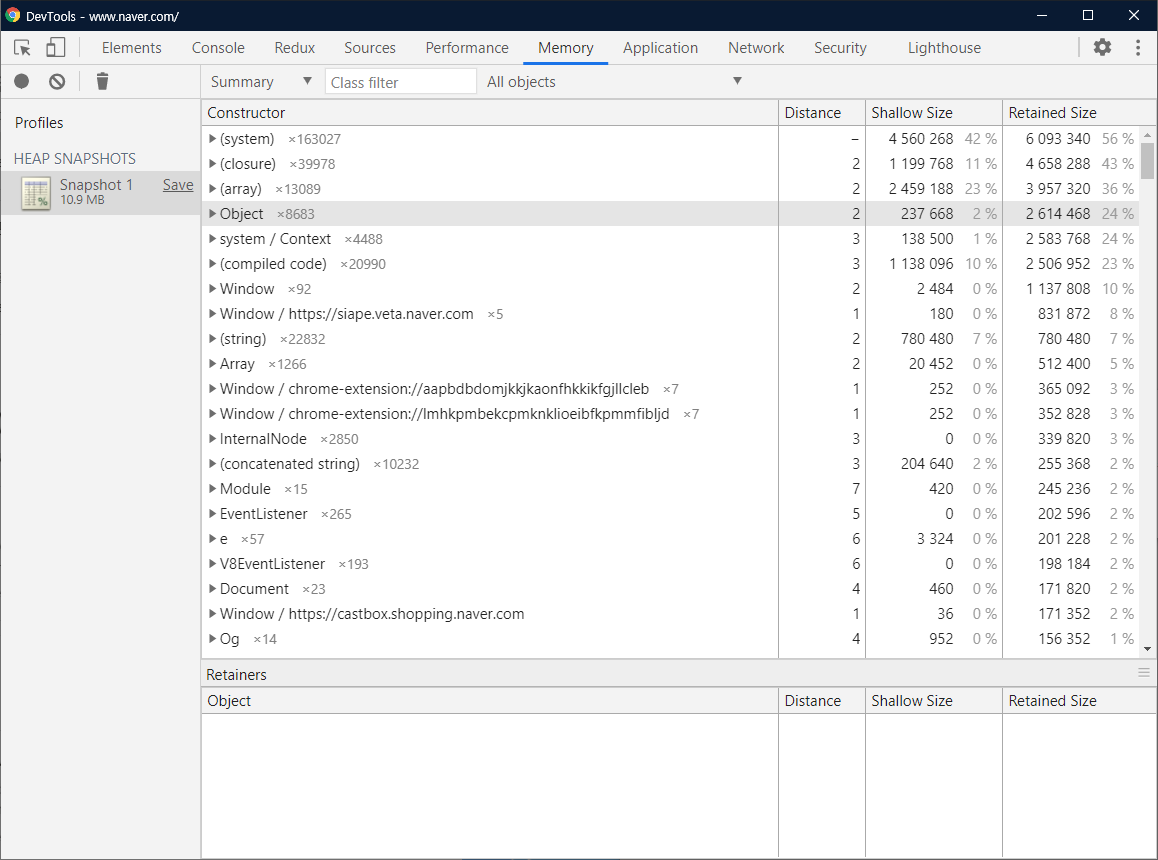 DevTools - www.naver.com/
Elements Console Redux Sources Performance Memory Application Network Security Lighthouse
Summary ▼ Class filter All objects ▼
Profiles
HEAP SNAPSHOTS
Snapshot 1 Save
10.9 MB
Constructor Distance Shallow Size Retained Size
(system) ×163027 – 4 560 268 42 % 6 093 340 56 %
(closure) ×39978 2 1 199 768 11 % 4 658 288 43 %
(array) ×13089 2 2 459 188 23 % 3 957 320 36 %
Object ×8683 2 237 668 2 % 2 614 468 24 %
system / Context ×4488 3 138 500 1 % 2 583 768 24 %
(compiled code) ×20990 3 1 138 096 10 % 2 506 952 23 %
Window ×92 2 2 484 0 % 1 137 808 10 %
Window / https://siape.veta.naver.com ×5 1 180 0 % 831 872 8 %
(string) ×22832 2 780 480 7 % 780 480 7 %
Array ×1266 2 20 452 0 % 512 400 5 %
Window / chrome-extension://aapbdbdomjkkjkaonfhkkikfgjllcleb ×7 1 252 0 % 365 092 3 %
Window / chrome-extension://lmhkpmbekcpmknklioeibfkpmmfibljd ×7 1 252 0 % 352 828 3 %
InternalNode ×2850 3 0 0 % 339 820 3 %
(concatenated string) ×10232 3 204 640 2 % 255 368 2 %
Module ×15 7 420 0 % 245 236 2 %
EventListener ×265 5 0 0 % 202 596 2 %
e ×57 6 3 324 0 % 201 228 2 %
V8EventListener ×193 6 0 0 % 198 184 2 %
Document ×23 4 460 0 % 171 820 2 %
Window / https://castbox.shopping.naver.com 1 36 0 % 171 352 2 %
Og ×14 4 952 0 % 156 352 1 %
Retainers
Object Distance Shallow Size Retained Size